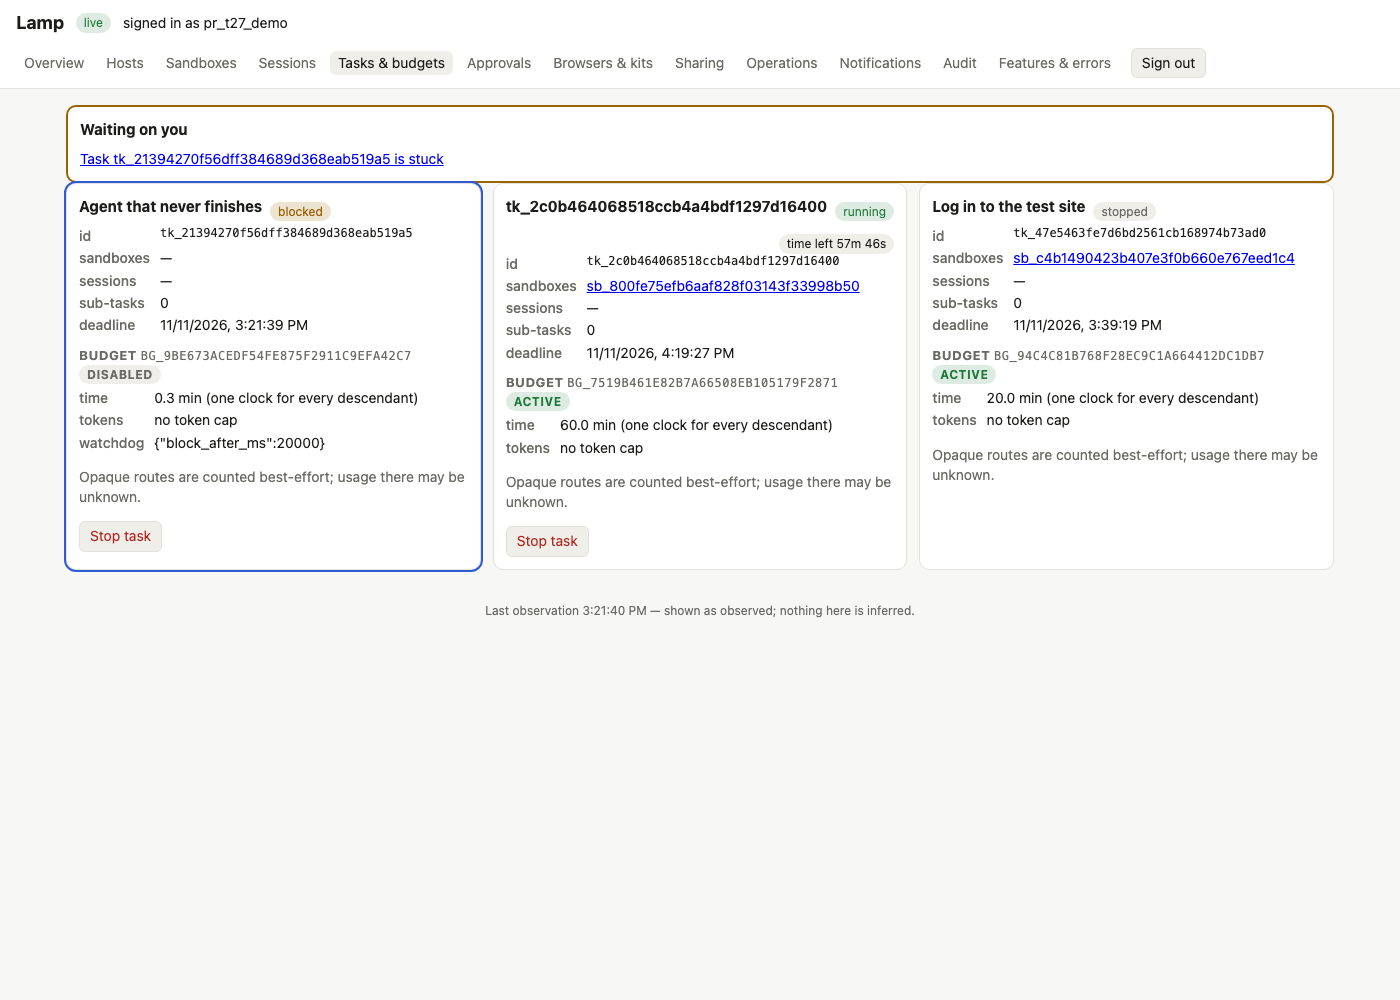 Lamp live signed in as pr_t27_demo
Overview Hosts Sandboxes Sessions Tasks & budgets Approvals Browsers & kits Sharing Operations Notifications Audit Features & errors Sign out
Waiting on you
Task tk_21394270f56dff384689d368eab519a5 is stuck
Agent that never finishes blocked
id tk_21394270f56dff384689d368eab519a5
sandboxes —
sessions —
sub-tasks 0
deadline 11/11/2026, 3:21:39 PM
BUDGET BG_9BE673ACEDF54FE875F2911C9EFA42C7
DISABLED
time 0.3 min (one clock for every descendant)
tokens no token cap
watchdog {"block_after_ms":20000}
Opaque routes are counted best-effort; usage there may be
unknown.
Stop task
tk_2c0b464068518ccb4a4bdf1297d16400 running
time left 57m 46s
id tk_2c0b464068518ccb4a4bdf1297d16400
sandboxes sb_800fe75efb6aaf828f03143f33998b50
sessions —
sub-tasks 0
deadline 11/11/2026, 4:19:27 PM
BUDGET BG_7519B461E82B7A66508EB105179F2871
ACTIVE
time 60.0 min (one clock for every descendant)
tokens no token cap
Opaque routes are counted best-effort; usage there may be
unknown.
Stop task
Log in to the test site stopped
id tk_47e5463fe7d6bd2561cb168974b73ad0
sandboxes sb_c4b1490423b407e3f0b660e767eed1c4
sessions —
sub-tasks 0
deadline 11/11/2026, 3:39:19 PM
BUDGET BG_94C4C81B768F28EC9C1A664412DC1DB7
ACTIVE
time 20.0 min (one clock for every descendant)
tokens no token cap
Opaque routes are counted best-effort; usage there may be
unknown.
Last observation 3:21:40 PM — shown as observed; nothing here is inferred.